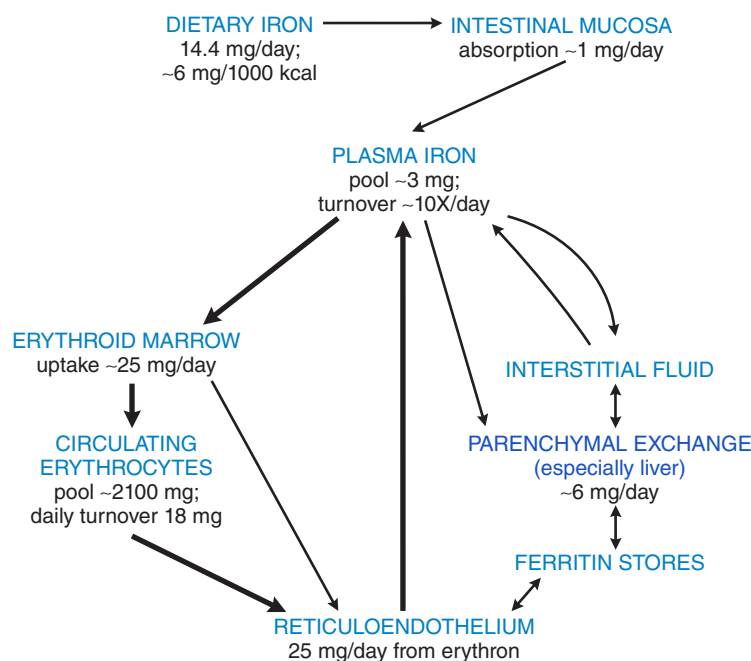 DIETARY IRON
14.4 mg/day;
~6 mg/1000 kcal
INTESTINAL MUCOSA
absorption ~1 mg/day
PLASMA IRON
pool ~3 mg;
turnover ~10X/day
ERYTHROID MARROW
uptake ~25 mg/day
INTERSTITIAL FLUID
CIRCULATING
ERYTHROCYTES
pool ~2100 mg;
daily turnover 18 mg
PARENCHYMAL EXCHANGE
(especially liver)
~6 mg/day
FERRITIN STORES
RETICULOENDOTHELIUM
25 mg/day from erythron